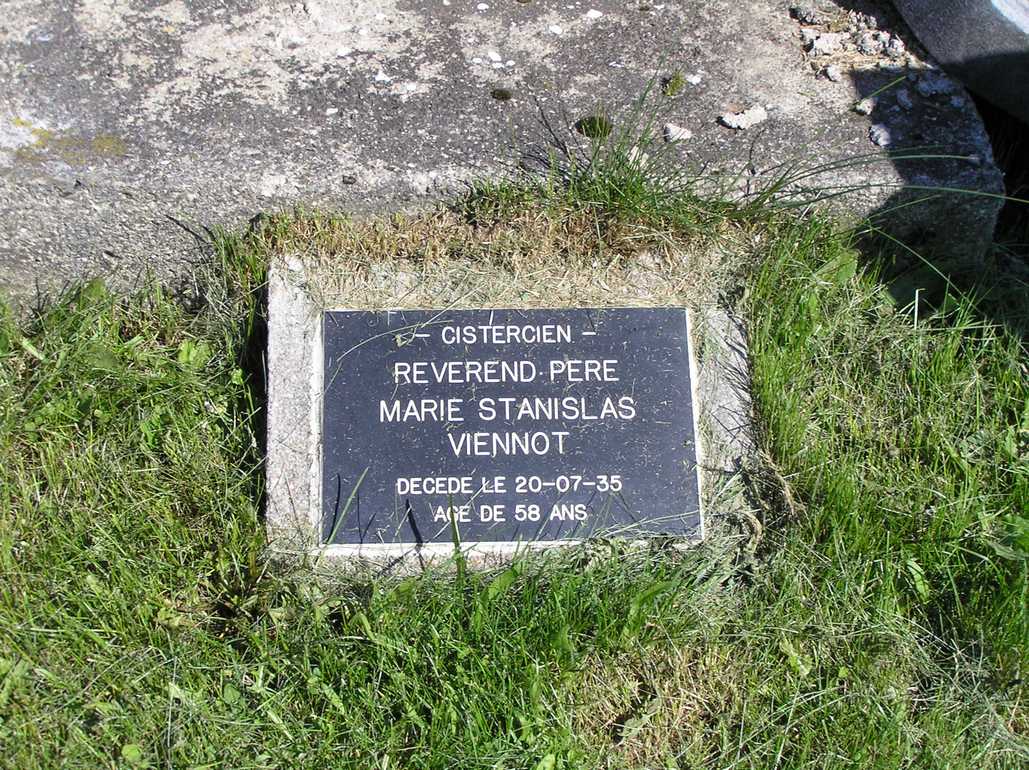 - CISTERCIEN -
REVEREND PERE
MARIE STANISLAS
VIENNOT
DECEDE LE 20-07-35
AGE DE 58 ANS